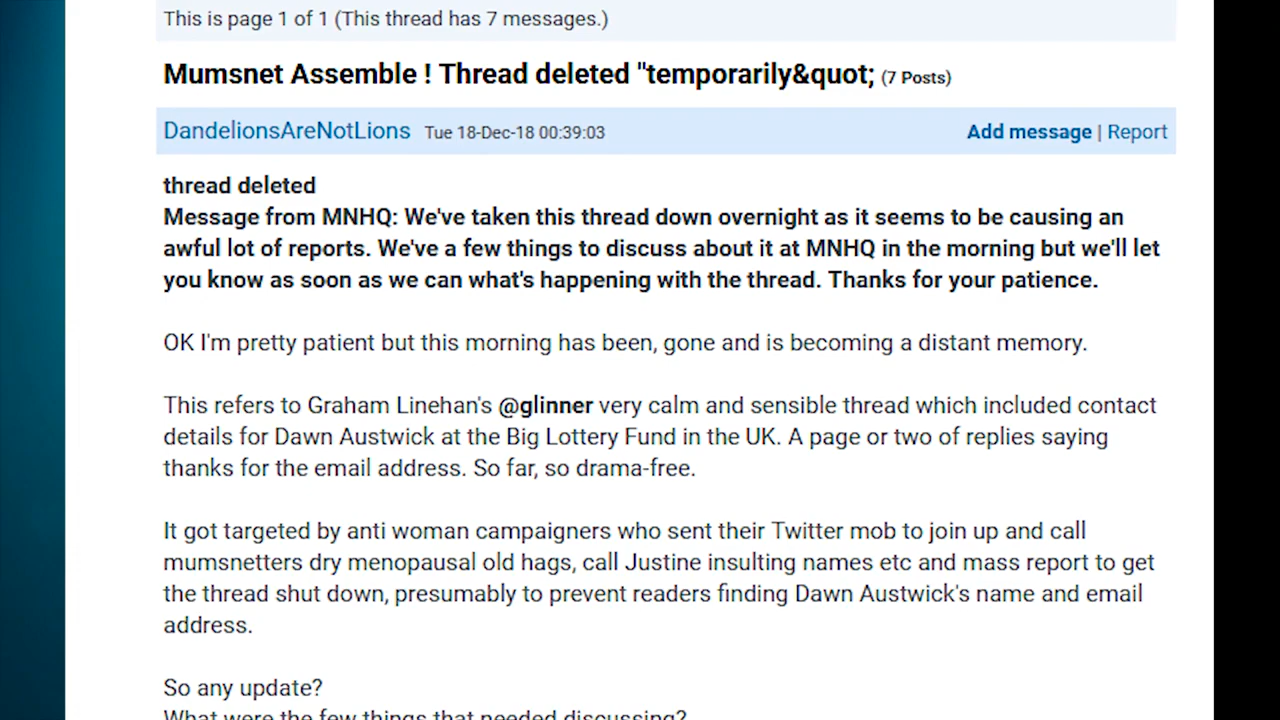 This is page 1 of 1 (This thread has 7 messages.)
Mumsnet Assemble ! Thread deleted "temporarily&quot; (7 Posts)
DandelionsAreNotLions Tue 18-Dec-18 00:39:03 Add message | Report
thread deleted
Message from MNHQ: We've taken this thread down overnight as it seems to be causing an
awful lot of reports. We've a few things to discuss about it at MNHQ in the morning but we'll let
you know as soon as we can what's happening with the thread. Thanks for your patience.
OK I'm pretty patient but this morning has been, gone and is becoming a distant memory.
This refers to Graham Linehan's @glinner very calm and sensible thread which included contact
details for Dawn Austwick at the Big Lottery Fund in the UK. A page or two of replies saying
thanks for the email address. So far, so drama-free.
It got targeted by anti woman campaigners who sent their Twitter mob to join up and call
mumsnetters dry menopausal old hags, call Justine insulting names etc and mass report to get
the thread shut down, presumably to prevent readers finding Dawn Austwick's name and email
address.
So any update?
What were the few things that needed discussing?